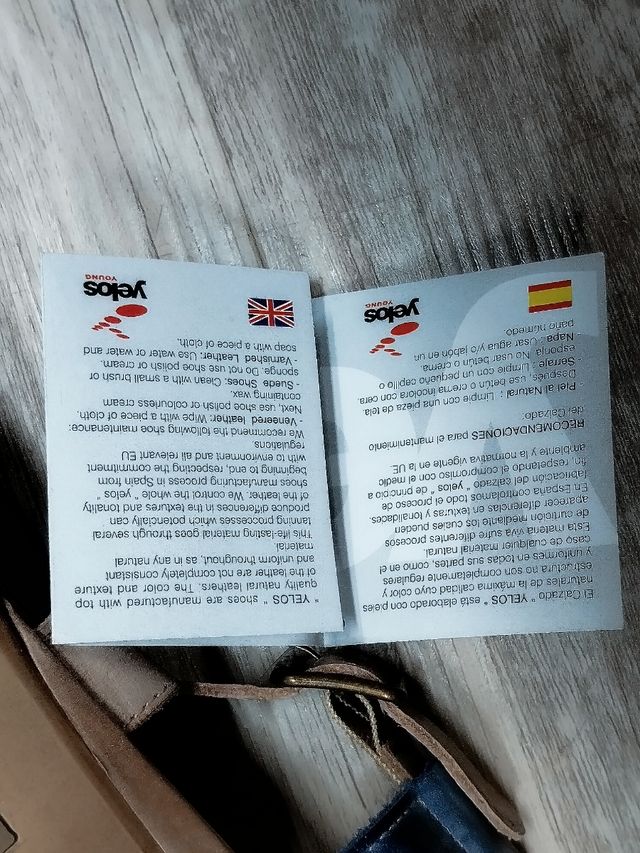 El Calzado " YELOS " está elaborado con pieles
naturales de la máxima calidad cuyo color y
estructura no son completamente regulares
y uniformes en todas sus partes, como en el
caso de cualquier material natural.
Esta materia viva sufre diferentes procesos
de curtición mediante los cuales pueden
aparecer diferencias en texturas y tonalidades.
En España controlamos todo el proceso de
fabricación del calzado " yelos " de principio a
fin, respetando el compromiso con el medio
ambiente y la normativa vigente en la UE
RECOMENDACIONES para el mantenimiento
del Calzado:
- Piel al Natural : Limpie con una pieza de tela.
Después, use betún o crema incolora con cera
- Serraje : Limpie con un pequeño cepillo o
esponja. No usar betún o crema.
- Napa : Usar agua y/o jabón en un
paño húmedo
yelos
YOUNG
" YELOS " shoes are manufactured with top
quality natural leathers. The color and texture
of the leather are not completely consistant
and uniform throughout, as in any natural
material
This life-lasting material goes through several
tanning processes which potentially can
produce differences in the textures and tonality
of the leather. We control the whole " yelos "
shoes manufacturing process in Spain from
beginning to end, respecting the commitment
with to environment and all relevant EU
regulations
We recommend the following shoe maintenance:
- Veneered leather: Wipe with a piece of cloth.
Next, use shoe polish or colourless cream
containing wax.
- Suede Shoes: Clean with a small brush or
sponge. Do not use shoe polish or cream.
- Varnished Leather: Use water or water and
soap with a piece of cloth.
yelos
YOUNG